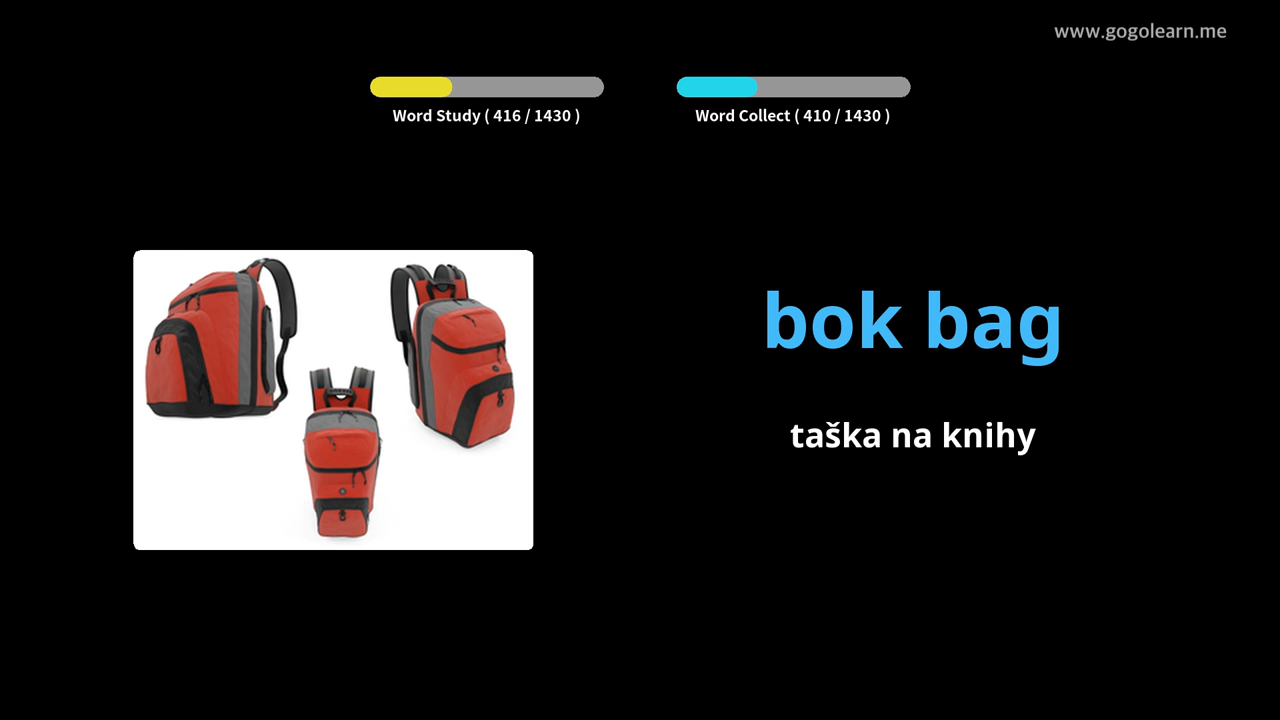 www.gogolearn.me
Word Study ( 416 / 1430 )
Word Collect ( 410 / 1430 )
bok bag
taška na knihy